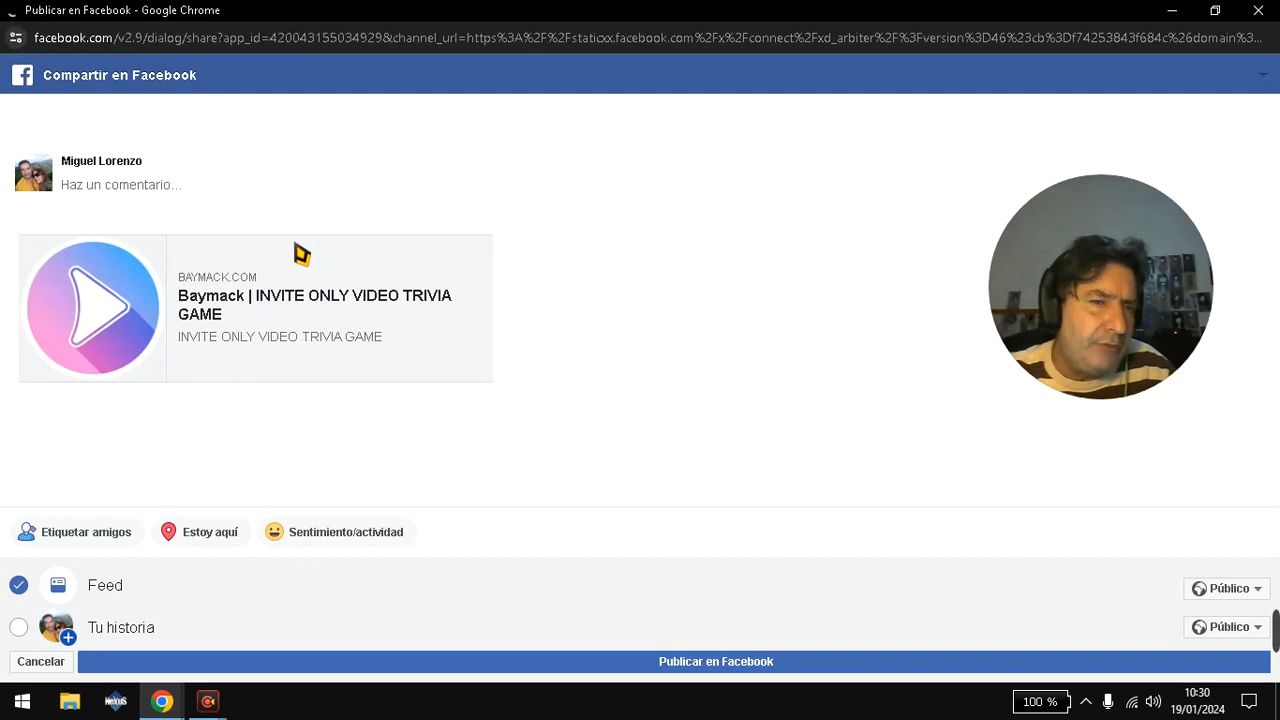 Publicar en Facebook - Google Chrome
facebook.com/v2.9/dialog/share?app_id=420043155034929&channel_url=https%3A%2F%2Fstaticxx.facebook.com%2Fx%2Fconnect%2Fxd_arbiter%2F%3Fversion%3D46%23cb%3Df74253843f684c%26domain%3...
Compartir en Facebook
Miguel Lorenzo
Haz un comentario...
BAYMACK.COM
Baymack | INVITE ONLY VIDEO TRIVIA
GAME
INVITE ONLY VIDEO TRIVIA GAME
Etiquetar amigos
Estoy aquí
Sentimiento/actividad
Feed
Público
Tu historia
Público
Cancelar
Publicar en Facebook
NEXUS
100 %
10:30
19/01/2024